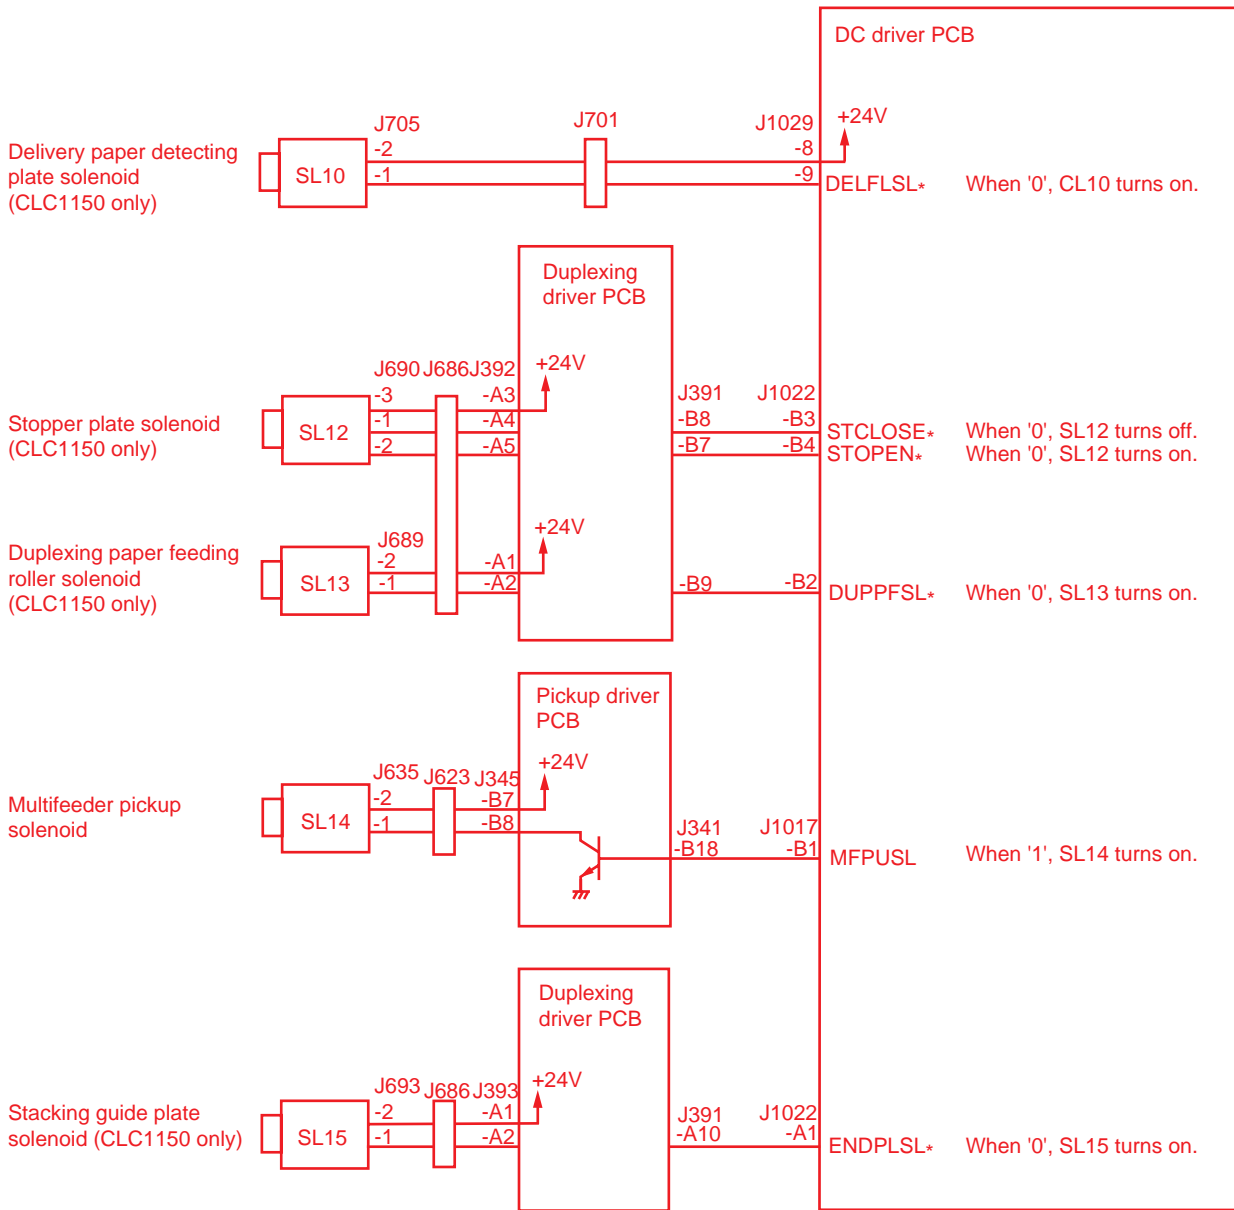 DC driver PCB
J705
J701
J1029
+24V
Delivery paper detecting
plate solenoid
(CLC1150 only)
SL10
-2
-1
-8
-9
DELFLSL*
When '0', CL10 turns on.
Duplexing
driver PCB
J690
J686
J392
+24V
J391
J1022
Stopper plate solenoid
(CLC1150 only)
SL12
-3
-1
-2
-A3
-A4
-A5
-B8
-B7
-B3
-B4
STCLOSE*
When '0', SL12 turns off.
STOPEN*
When '0', SL12 turns on.
Duplexing paper feeding
roller solenoid
(CLC1150 only)
SL13
J689
-2
-1
-A1
-A2
+24V
-B9
-B2
DUPPFSL*
When '0', SL13 turns on.
Pickup driver
PCB
J635
J623
J345
+24V
Multifeeder pickup
solenoid
SL14
-2
-1
-B7
-B8
J341
-B18
J1017
-B1
MFPUSL
When '1', SL14 turns on.
Duplexing
driver PCB
J693
J686
J393
+24V
Stacking guide plate
solenoid (CLC1150 only)
SL15
-2
-1
-A1
-A2
J391
-A10
J1022
-A1
ENDPLSL*
When '0', SL15 turns on.